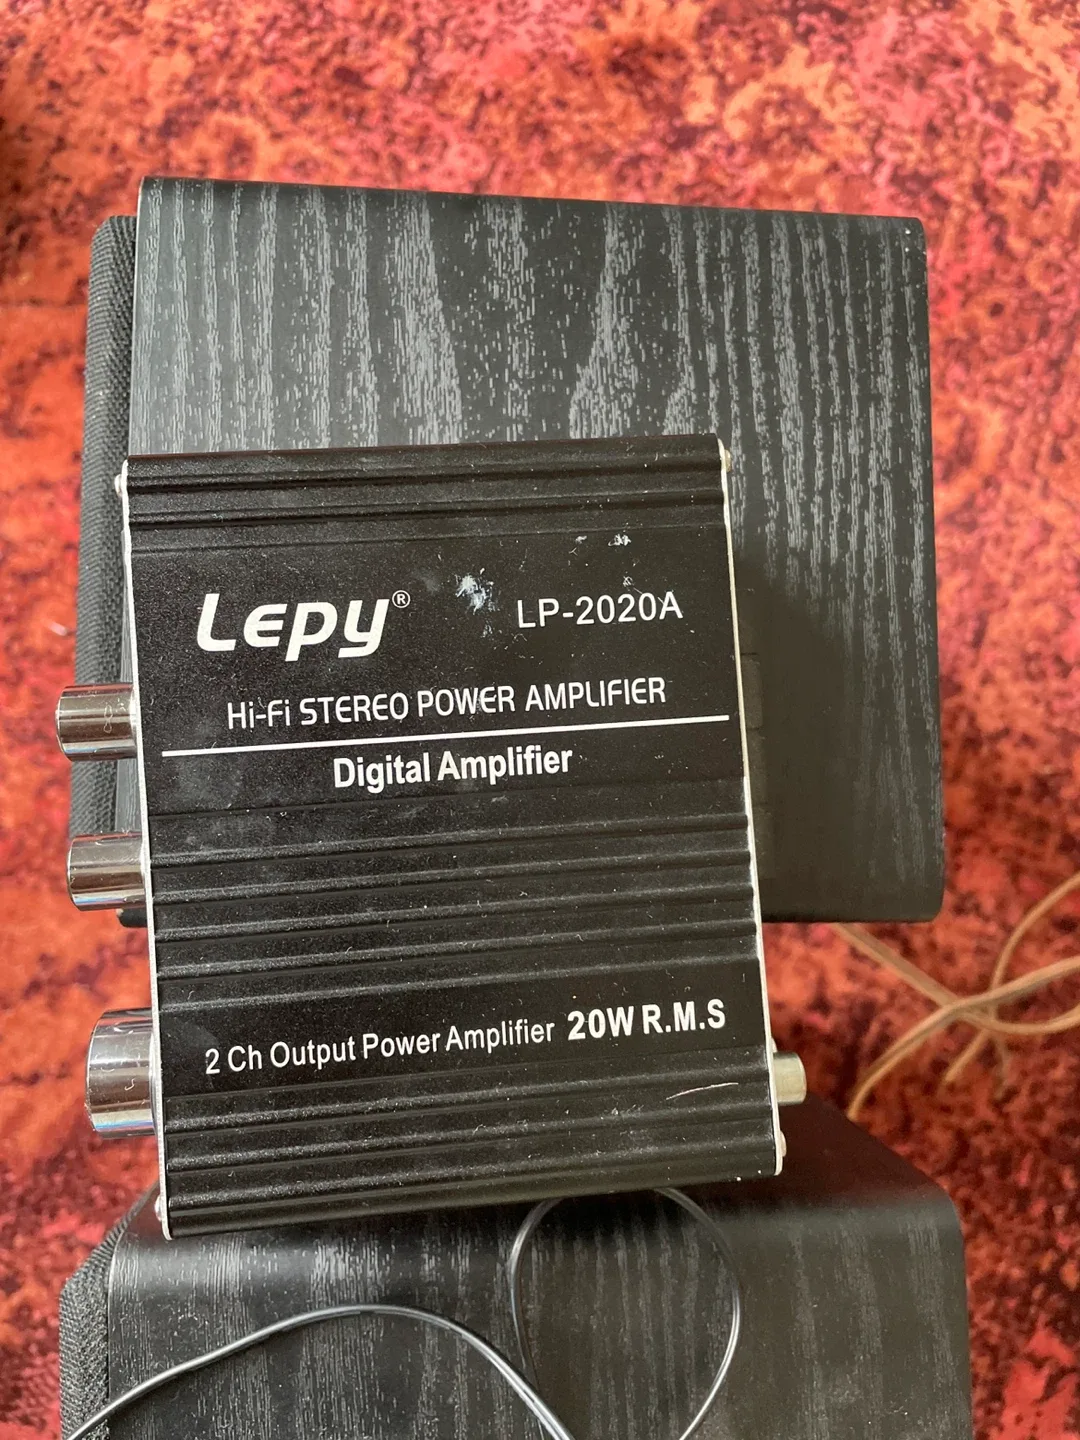 Lepy® LP-2020A
Hi-Fi STEREO POWER AMPLIFIER
Digital Amplifier
2 Ch Output Power Amplifier 20W R.M.S